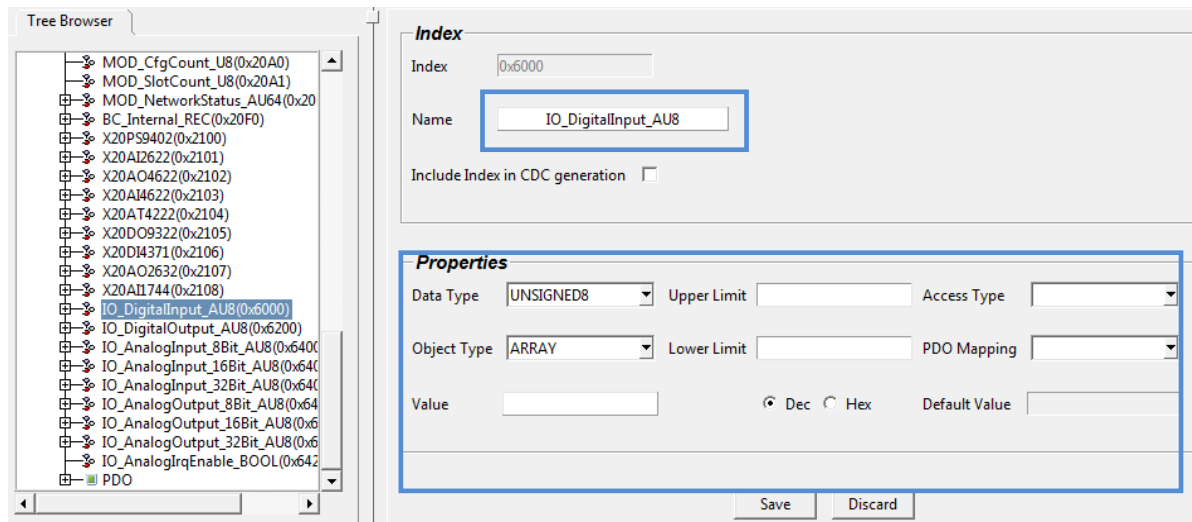 Tree Browser
MOD_CfgCount_U8(0x20A0)
MOD_SlotCount_U8(0x20A1)
MOD_NetworkStatus_AU64(0x20
BC_Internal_REC(0x20F0)
X20PS9402(0x2100)
X20AI2622(0x2101)
X20AO4622(0x2102)
X20AI4622(0x2103)
X20AT4222(0x2104)
X20DO9322(0x2105)
X20DI4371(0x2106)
X20AO2632(0x2107)
X20AI1744(0x2108)
IO_DigitalInput_AU8(0x6000)
IO_DigitalOutput_AU8(0x6200)
IO_AnalogInput_8Bit_AU8(0x6400
IO_AnalogInput_16Bit_AU8(0x640
IO_AnalogInput_32Bit_AU8(0x640
IO_AnalogOutput_8Bit_AU8(0x64
IO_AnalogOutput_16Bit_AU8(0x6
IO_AnalogOutput_32Bit_AU8(0x6
IO_AnalogIrqEnable_BOOL(0x642
PDO
Index
Index 0x6000
Name IO_DigitalInput_AU8
Include Index in CDC generation
Properties
Data Type UNSIGNED8 Upper Limit Access Type
Object Type ARRAY Lower Limit PDO Mapping
Value Dec Hex Default Value
Save Discard